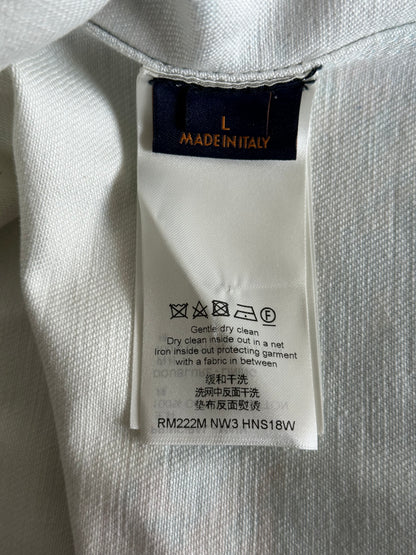 L
MADE IN ITALY
F
Gentle dry clean
Dry clean inside out in a net
Iron inside out protecting garment
with a fabric in between
缓和干洗
洗网中反面干洗
垫布反面熨烫
RM222M NW3 HNS18W